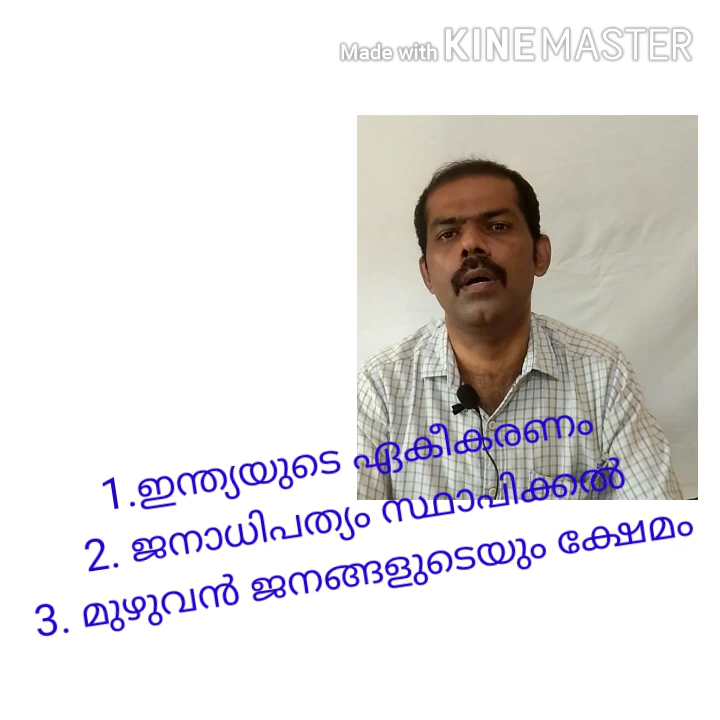 Made with KINEMASTER
1.ഇന്ത്യയുടെ ഏകീകരണം
2. ജനാധിപത്യം സ്ഥാപിക്കൽ
3. മുഴുവൻ ജനങ്ങളുടെയും ക്ഷേമം